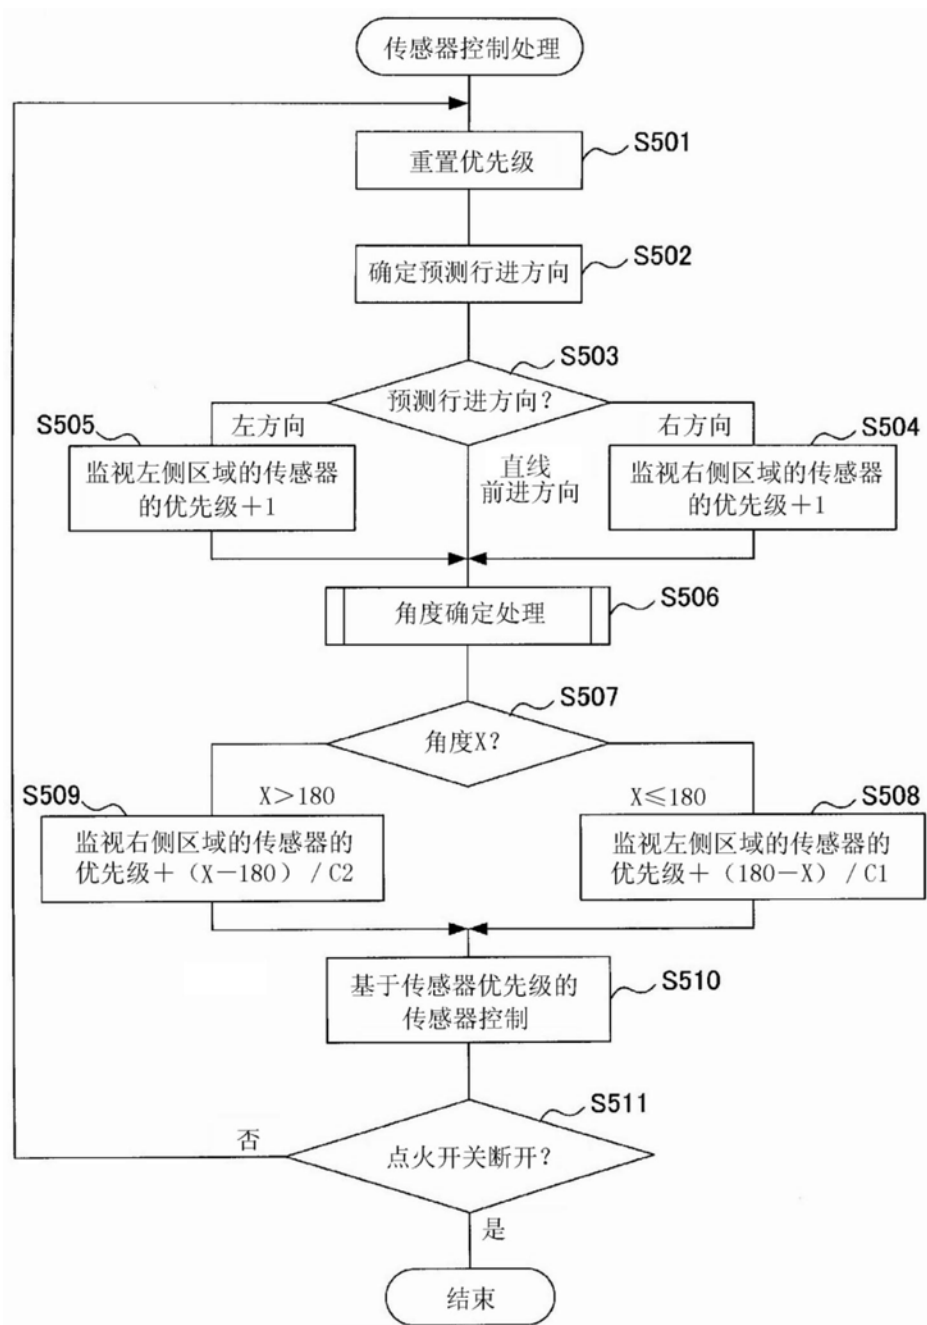 传感器控制处理
S501
重置优先级
S502
确定预测行进方向
S503
预测行进方向?
左方向
右方向
S505
S504
监视左侧区域的传感器
的优先级+1
直线
前进方向
监视右侧区域的传感器
的优先级+1
S506
角度确定处理
S507
角度X?
X>180
X≤180
S509
S508
监视右侧区域的传感器的
优先级+(X-180)/C2
监视左侧区域的传感器的
优先级+(180-X)/C1
S510
基于传感器优先级的
传感器控制
S511
否
点火开关断开?
是
结束